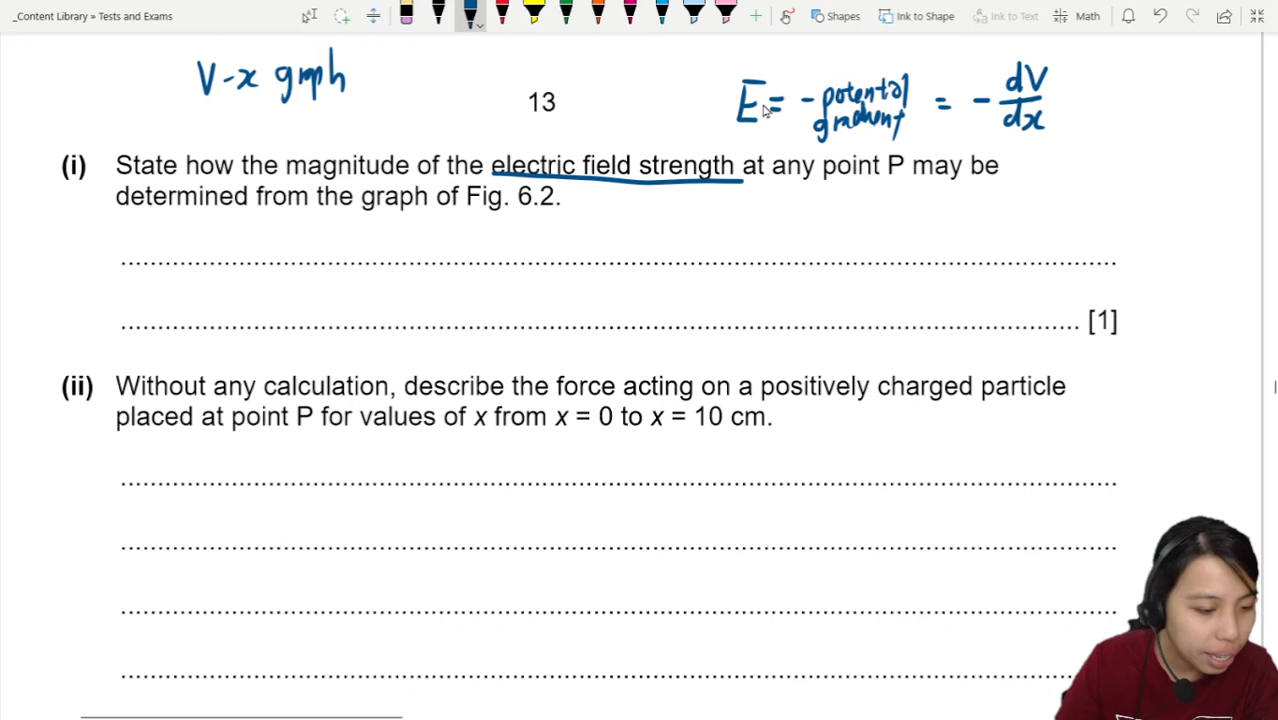 _Content Library » Tests and Exams
Shapes
Ink to Shape
Ink to Text
Math
V-x graph
13
E = - potential gradient = - dV/dx
(i) State how the magnitude of the electric field strength at any point P may be
determined from the graph of Fig. 6.2.
..........................................................................................
.......................................................................................... [1]
(ii) Without any calculation, describe the force acting on a positively charged particle
placed at point P for values of x from x = 0 to x = 10 cm.
..........................................................................................
..........................................................................................
..........................................................................................
..........................................................................................